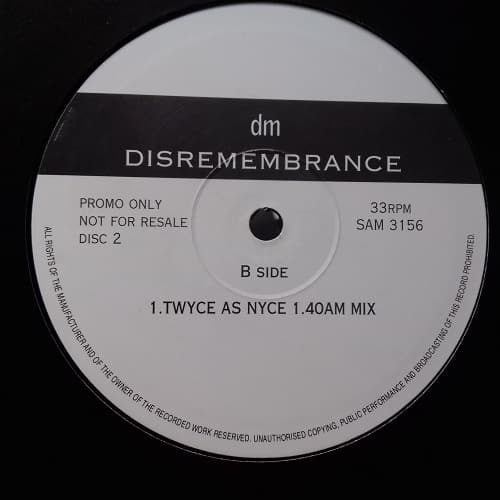 dm
DISREMEMBRANCE
PROMO ONLY
NOT FOR RESALE
DISC 2
33RPM
SAM 3156
B SIDE
1.TWYCE AS NYCE 1.40AM MIX
ALL RIGHTS OF THE MANUFACTURER AND OF THE OWNER OF THE RECORDED WORK RESERVED. UNAUTHORISED COPYING, PUBLIC PERFORMANCE AND BROADCASTING OF THIS RECORD PROHIBITED.